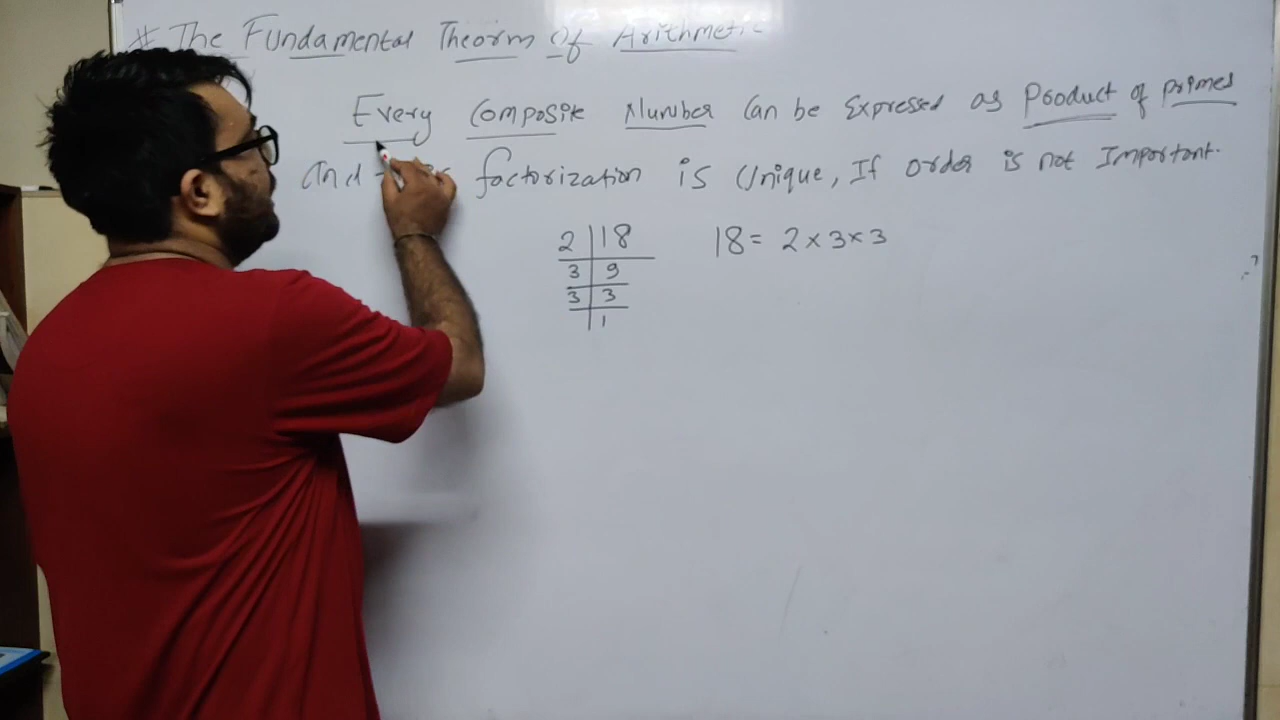 # The Fundamental Theorm Of Arithmetic
Every Composite Number Can be Expressed as Product of primes
And factorization is Unique, If order is not Important.
2 | 18 18 = 2 × 3 × 3
3 | 9
3 | 3
| 1